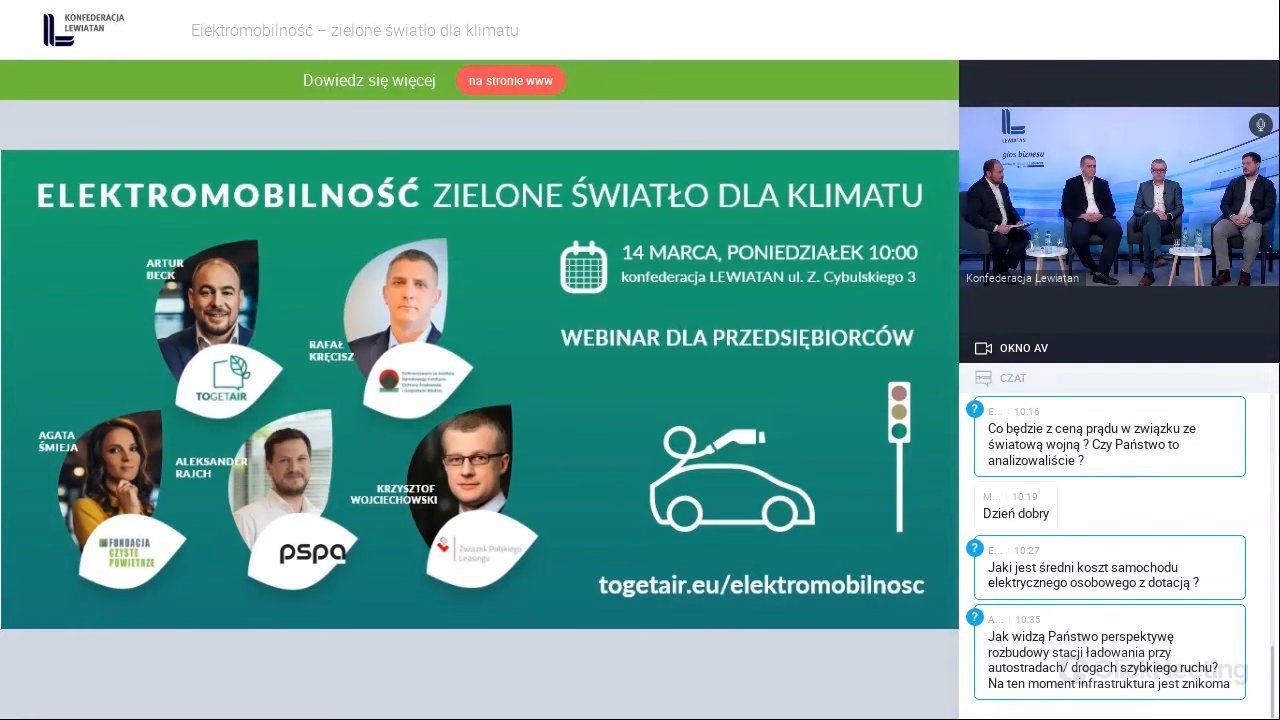 KONFEDERACJA
LEWIATAN
Elektromobilność – zielone światło dla klimatu
Dowiedz się więcej
na stronie www
ELEKTROMOBILNOŚĆ ZIELONE ŚWIATŁO DLA KLIMATU
14 MARCA, PONIEDZIAŁEK 10:00
konfederacja LEWIATAN ul. Z. Cybulskiego 3
WEBINAR DLA PRZEDSIĘBIORCÓW
ARTUR
BECK
TOGETAIR
RAFAŁ
KRĘCISZ
AGATA
ŚMIEJA
FUNDACJA
CZYSTE
POWIETRZE
ALEKSANDER
RAJCH
pspa
KRZYSZTOF
WOJCIECHOWSKI
Związek Polskiego
Leasingu
togetair.eu/elektromobilnosc
LEWIATAN
głos biznesu
Konfederacja Lewiatan
OKNO AV
CZAT
? E... 10:16
Co będzie z ceną prądu w związku ze
światową wojną ? Czy Państwo to
analizowaliście ?
M... 10:19
Dzień dobry
? E... 10:27
Jaki jest średni koszt samochodu
elektrycznego osobowego z dotacją ?
? A... 10:35
Jak widzą Państwo perspektywę
rozbudowy stacji ładowania przy
autostradach/ drogach szybkiego ruchu?
Na ten moment infrastruktura jest znikoma
ClickMeeting